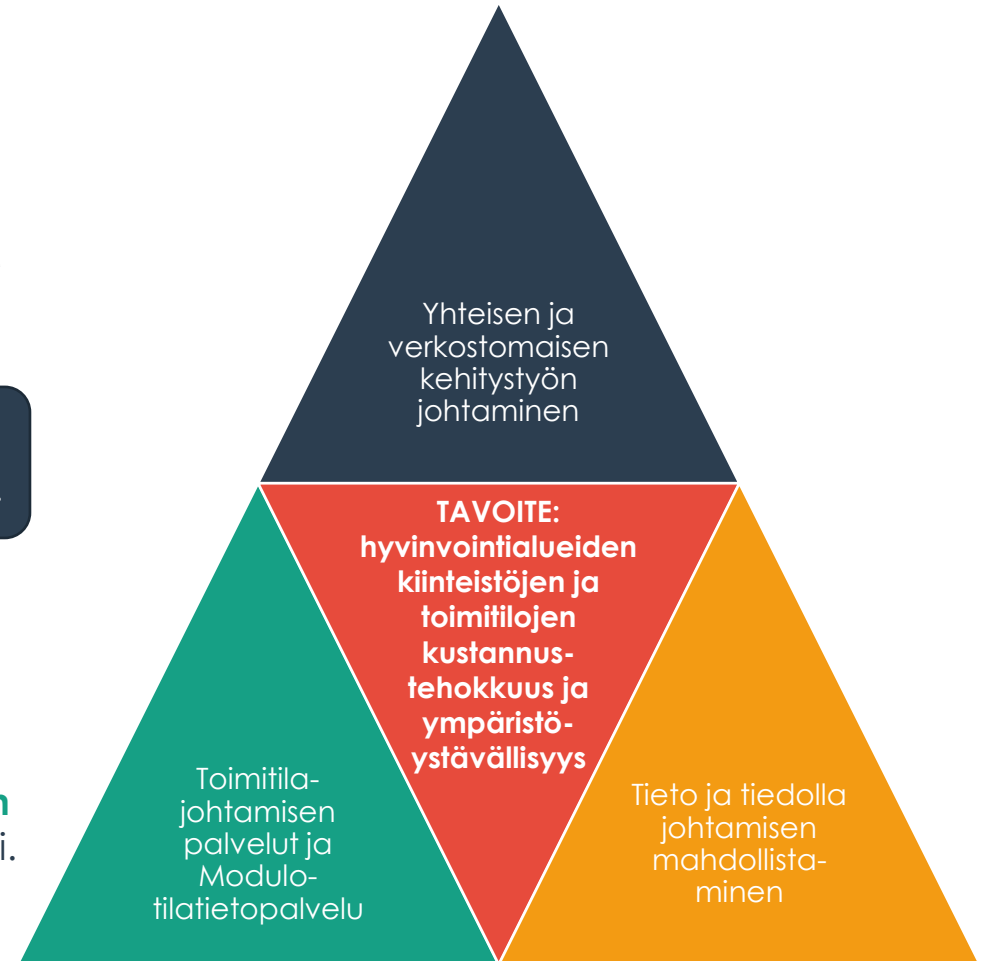 Yhteisen ja
verkostomaisen
kehitystyön
johtaminen
TAVOITE:
hyvinvointialueiden
kiinteistöjen ja
toimitilojen
kustannus-
tehokkuus ja
ympäristö-
ystävällisyys
Toimitila-
johtamisen
palvelut ja
Modulo-
tilatietopalvelu
Tieto ja tiedolla
johtamisen
mahdollista-
minen
n
i.